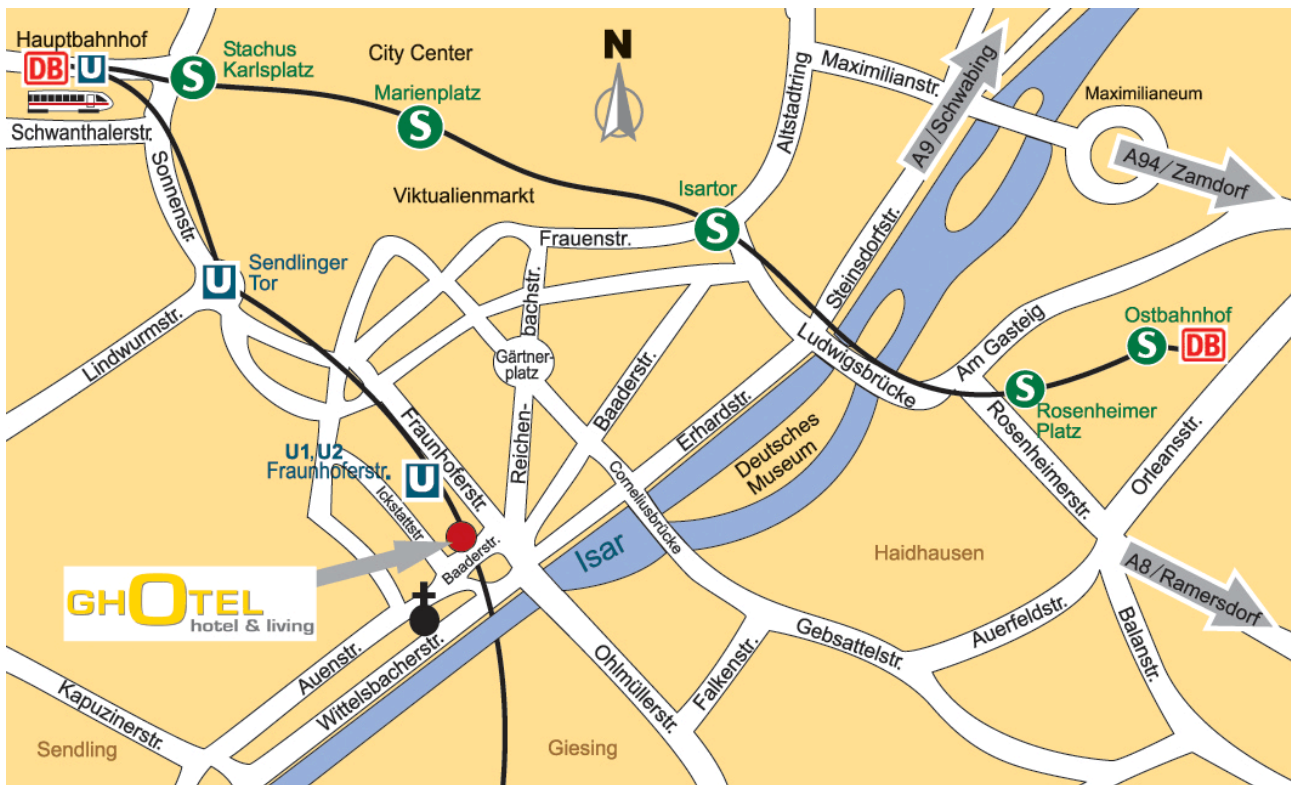 Hauptbahnhof
DB
U
Stachus
Karlsplatz
S
City Center
N
Marienplatz
S
Schwanthalerstr.
Sonnenstr.
Viktualienmarkt
Isartor
S
Altstadtring
Maximilianstr.
A9/Schwabing
Maximilianeum
A94/Zamdorf
Frauenstr.
Steinsdorfstr.
U
Sendlinger
Tor
Lindwurmstr.
Reichen-
bachstr.
Gärtner-
platz
Baaderstr.
Ludwigsbrücke
Am Gasteig
Ostbahnhof
S
DB
S
Rosenheimer
Platz
Rosenheimerstr.
Orleansstr.
Erhardstr.
Deutsches
Museum
Corneliusbrücke
Fraunhoferstr.
U1, U2
Fraunhoferstr.
U
Ickstattstr.
Baaderstr.
Isar
Haidhausen
A8/Ramersdorf
GHOTEL
hotel & living
Auenstr.
Wittelsbacherstr.
Ohlmüllerstr.
Falkenstr.
Gebsattelstr.
Auerfeldstr.
Balanstr.
Kapuzinerstr.
Sendling
Giesing